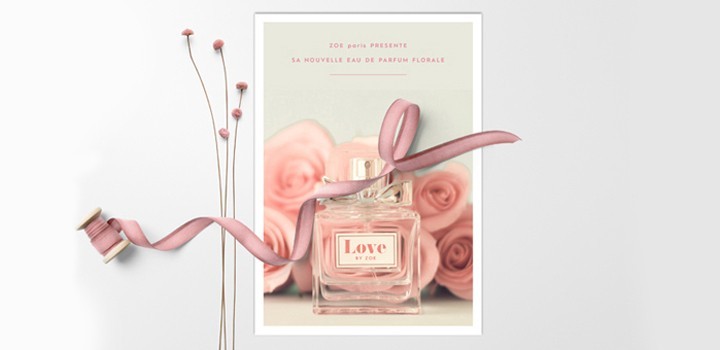 ZOE paris PRESENTE
SA NOUVELLE EAU DE PARFUM FLORALE
Love
BY ZOE